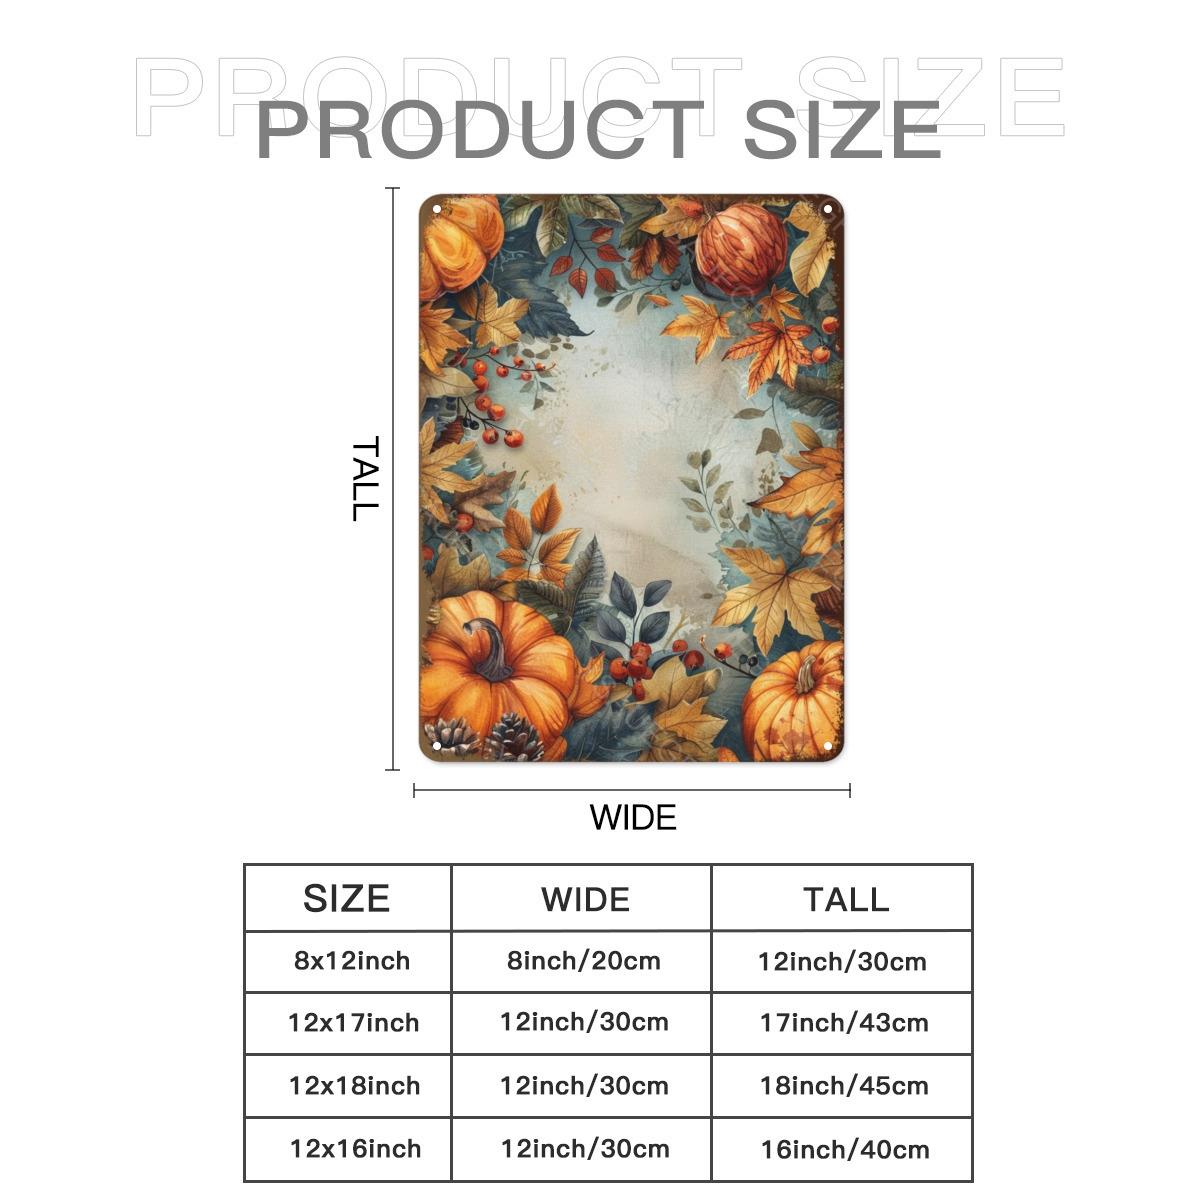 PRODUCT SIZE
PRODUCT SIZE
TALL
WIDE
SIZE WIDE TALL
8x12inch 8inch/20cm 12inch/30cm
12x17inch 12inch/30cm 17inch/43cm
12x18inch 12inch/30cm 18inch/45cm
12x16inch 12inch/30cm 16inch/40cm